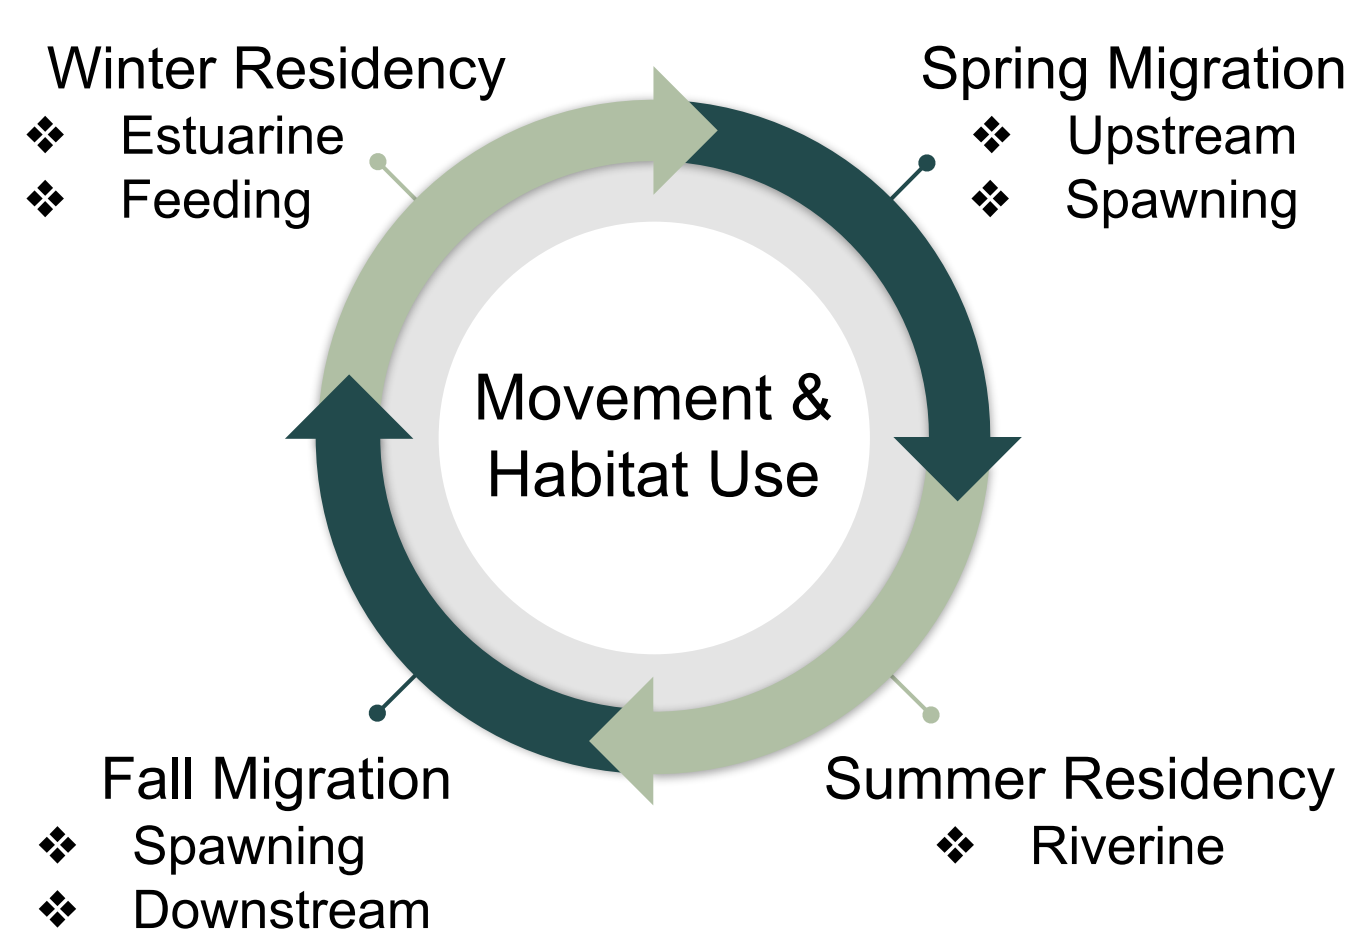 Winter Residency
❖ Estuarine
❖ Feeding
Spring Migration
❖ Upstream
❖ Spawning
Movement &
Habitat Use
Fall Migration
❖ Spawning
❖ Downstream
Summer Residency
❖ Riverine